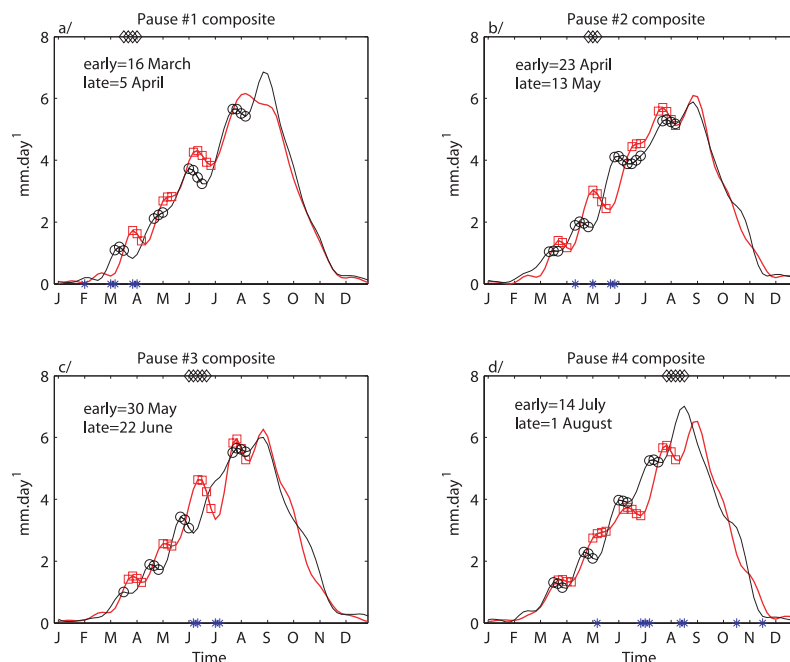 Pause #1 composite
a/
early=16 March
late=5 April
mm.day 1
8
6
4
2
0
J F M A M J J A S O N D
Pause #2 composite
b/
early=23 April
late=13 May
mm.day 1
8
6
4
2
0
J F M A M J J A S O N D
Pause #3 composite
c/
early=30 May
late=22 June
mm.day 1
8
6
4
2
0
J F M A M J J A S O N D
Time
Pause #4 composite
d/
early=14 July
late=1 August
mm.day 1
8
6
4
2
0
J F M A M J J A S O N D
Time